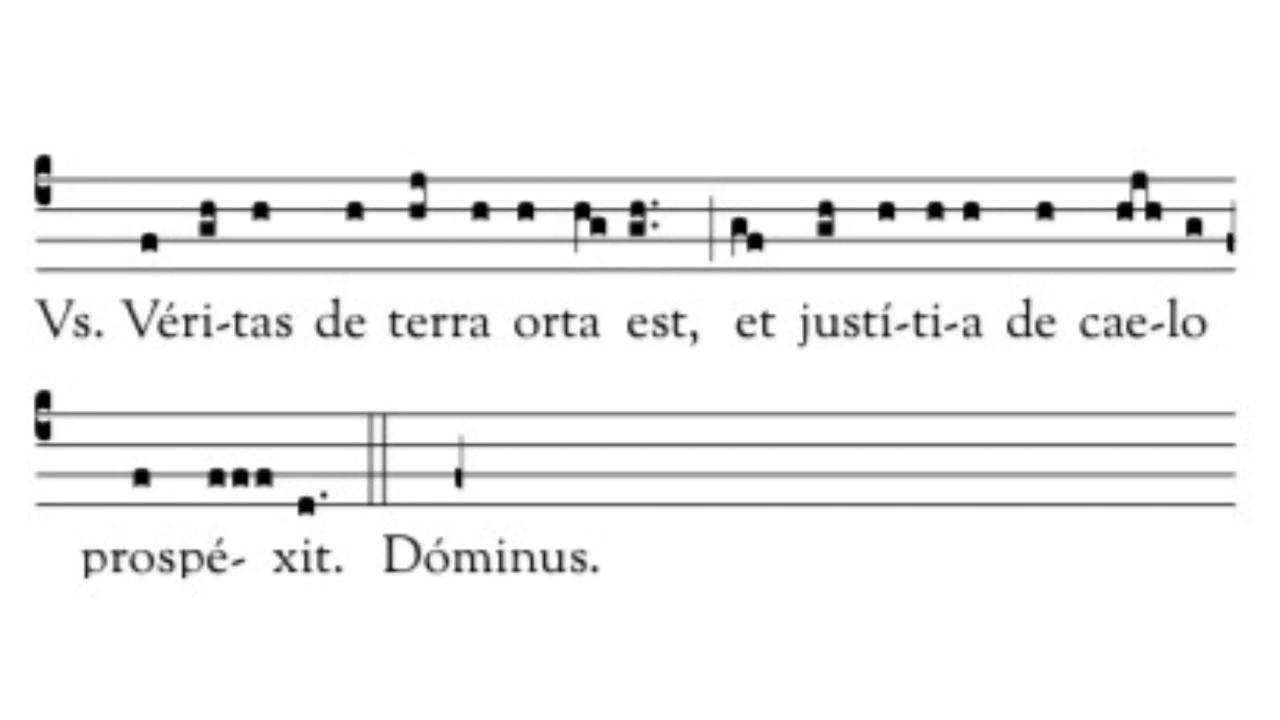 Vs. Véri-tas de terra orta est, et justí-ti-a de cae-lo
prospé- xit. Dóminus.